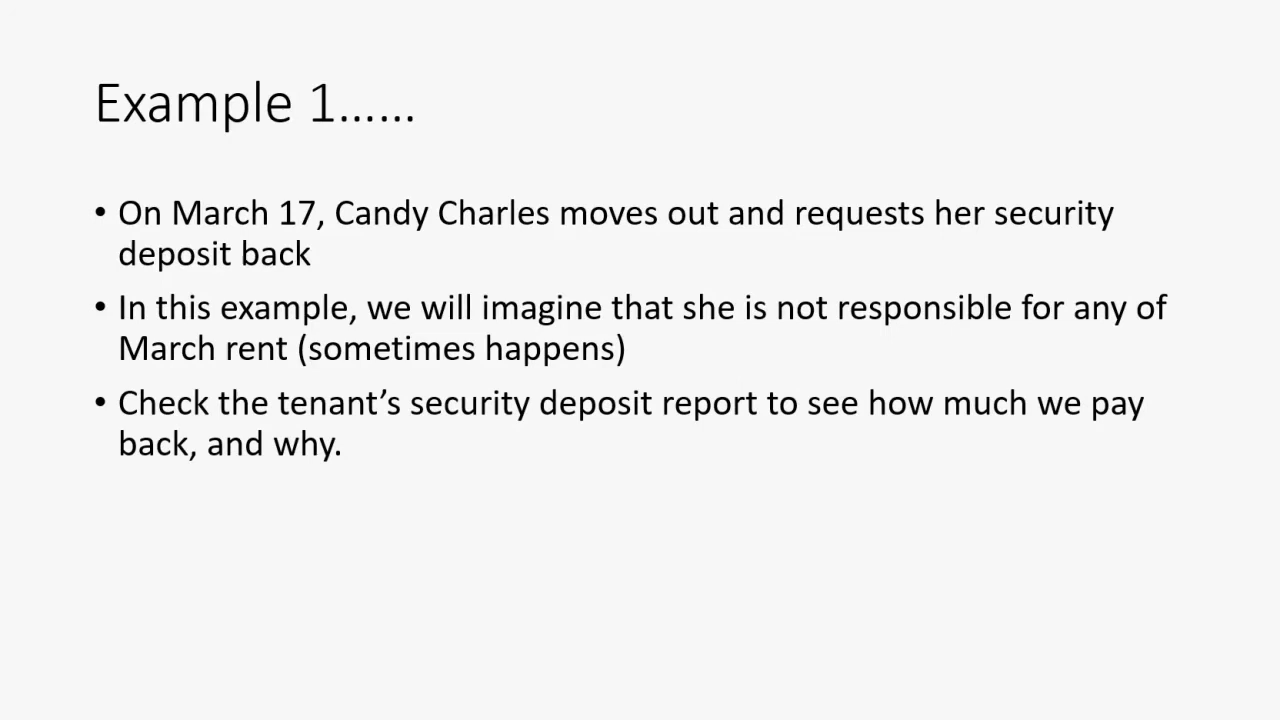 Example 1......
• On March 17, Candy Charles moves out and requests her security
deposit back
• In this example, we will imagine that she is not responsible for any of
March rent (sometimes happens)
• Check the tenant’s security deposit report to see how much we pay
back, and why.